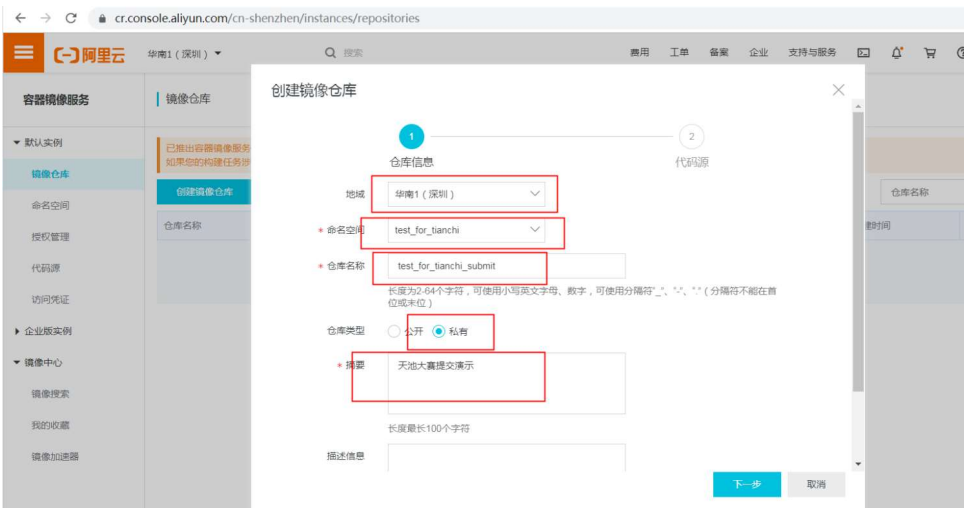 cr.console.aliyun.com/cn-shenzhen/instances/repositories
阿里云
华南1（深圳）
搜索
费用 工单 备案 企业 支持与服务
容器镜像服务
镜像仓库
创建镜像仓库
默认实例
镜像仓库
命名空间
授权管理
代码源
访问凭证
企业版实例
镜像中心
镜像搜索
我的收藏
镜像加速器
已推出容器镜像服务
如果您的构建任务
创建镜像仓库
仓库名称
仓库名称
建时间
1
2
仓库信息
代码源
地域 华南1（深圳）
* 命名空间 test_for_tianchi
* 仓库名称 test_for_tianchi_submit
长度为2-64个字符，可使用小写英文字母、数字，可使用分隔符"_"、"-"、"."（分隔符不能在首
位或末位）
仓库类型 公开 私有
* 摘要 天池大赛提交演示
长度最长100个字符
描述信息
下一步 取消